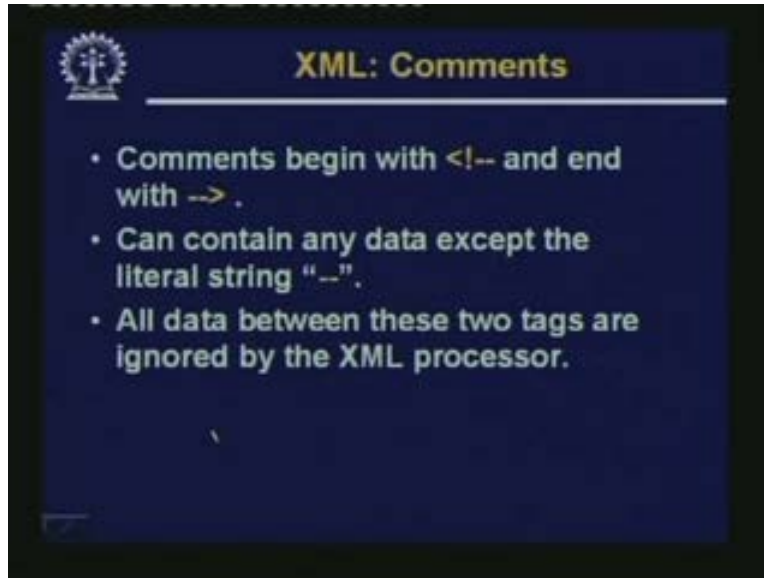 XML: Comments
• Comments begin with <!-- and end
with --> .
• Can contain any data except the
literal string “--”.
• All data between these two tags are
ignored by the XML processor.